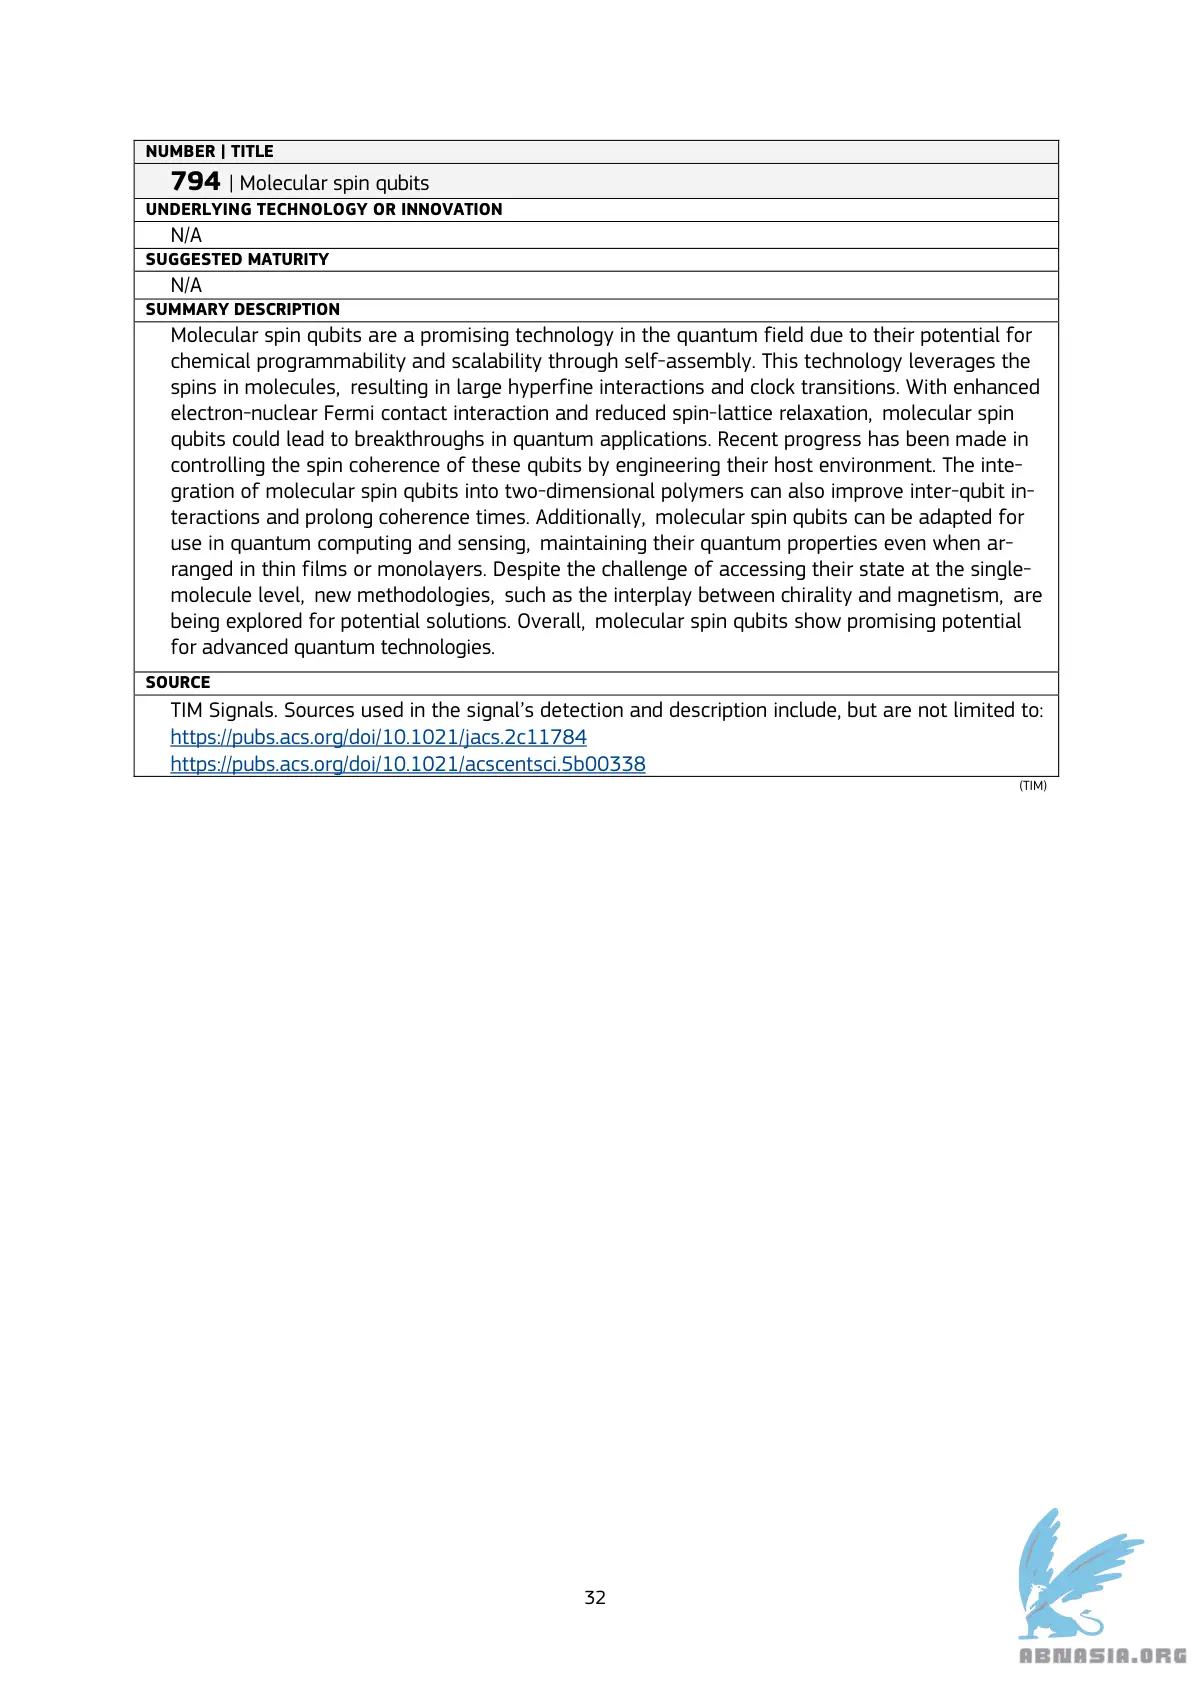 NUMBER | TITLE
794 | Molecular spin qubits
UNDERLYING TECHNOLOGY OR INNOVATION
N/A
SUGGESTED MATURITY
N/A
SUMMARY DESCRIPTION
Molecular spin qubits are a promising technology in the quantum field due to their potential for
chemical programmability and scalability through self-assembly. This technology leverages the
spins in molecules, resulting in large hyperfine interactions and clock transitions. With enhanced
electron-nuclear Fermi contact interaction and reduced spin-lattice relaxation, molecular spin
qubits could lead to breakthroughs in quantum applications. Recent progress has been made in
controlling the spin coherence of these qubits by engineering their host environment. The inte-
gration of molecular spin qubits into two-dimensional polymers can also improve inter-qubit in-
teractions and prolong coherence times. Additionally, molecular spin qubits can be adapted for
use in quantum computing and sensing, maintaining their quantum properties even when ar-
ranged in thin films or monolayers. Despite the challenge of accessing their state at the single-
molecule level, new methodologies, such as the interplay between chirality and magnetism, are
being explored for potential solutions. Overall, molecular spin qubits show promising potential
for advanced quantum technologies.
SOURCE
TIM Signals. Sources used in the signal’s detection and description include, but are not limited to:
https://pubs.acs.org/doi/10.1021/jacs.2c11784
https://pubs.acs.org/doi/10.1021/acscentsci.5b00338
(TIM)
32
ABNASIA.ORG